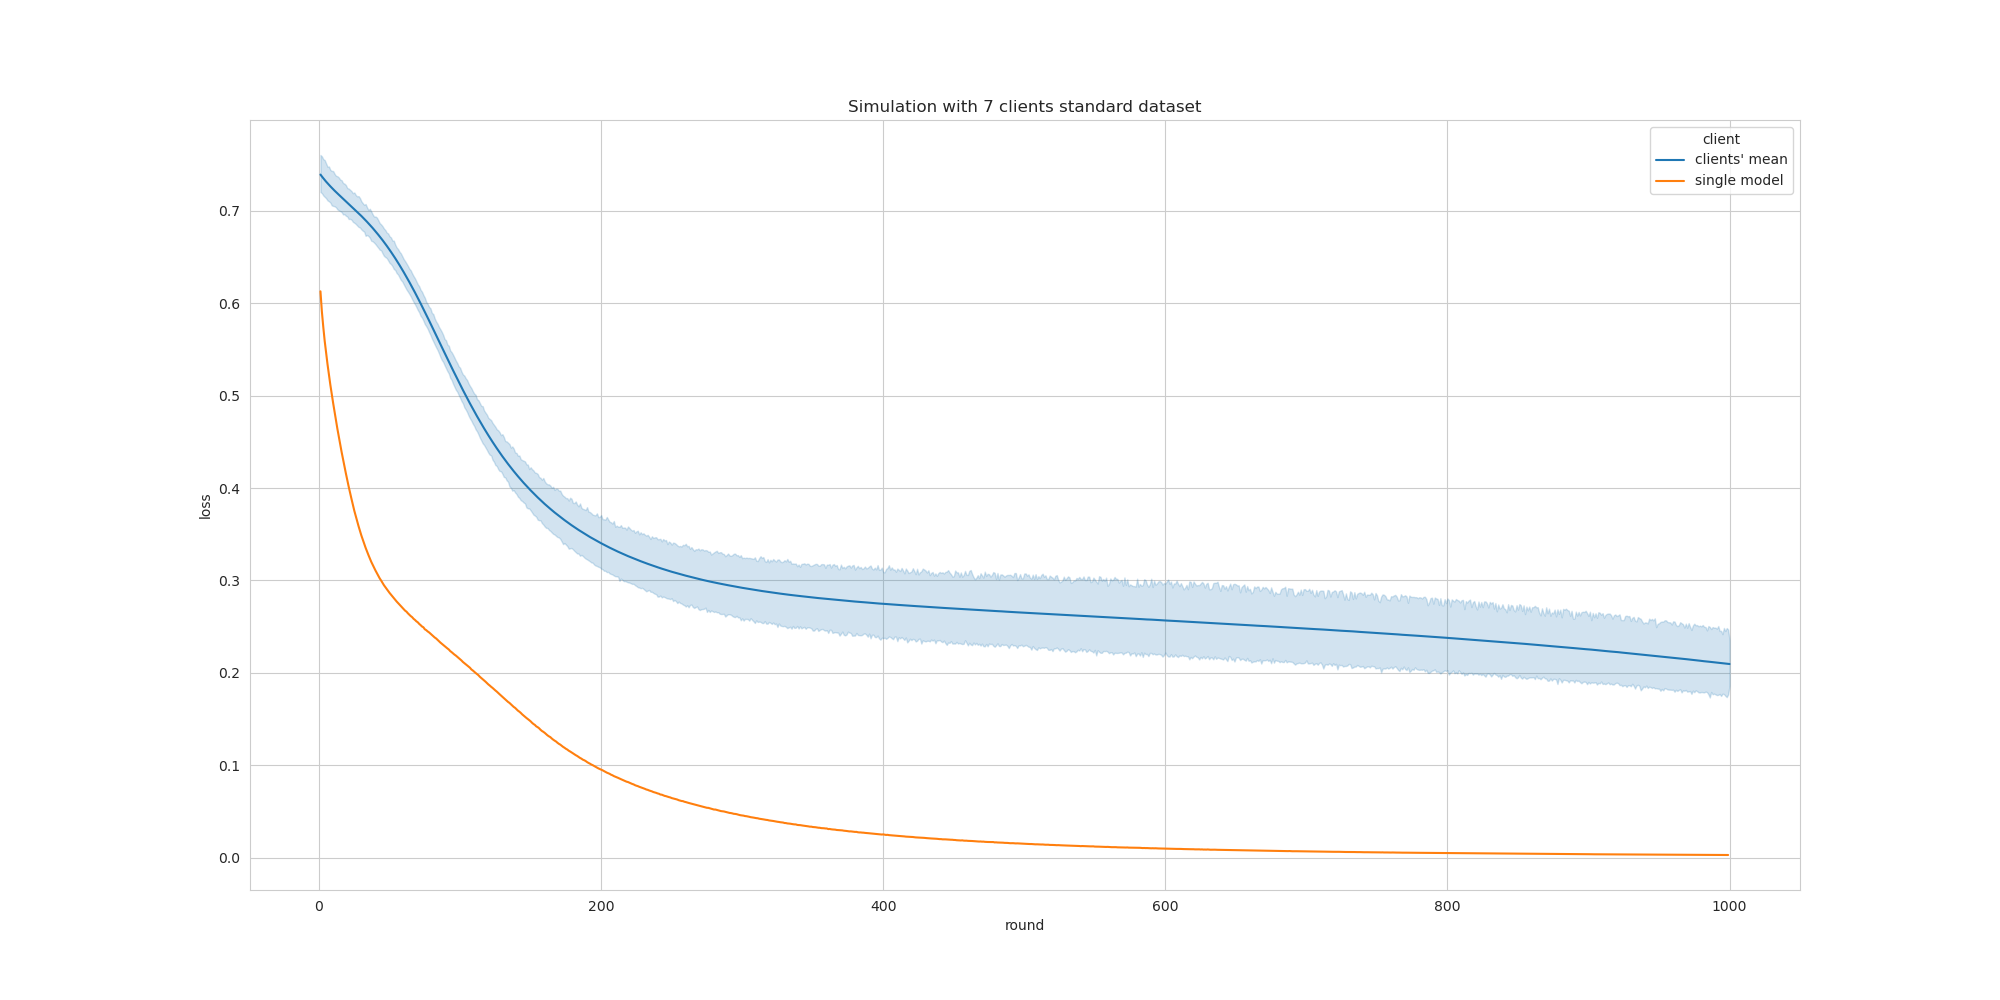 Simulation with 7 clients standard dataset
client
clients' mean
single model
loss
0.7
0.6
0.5
0.4
0.3
0.2
0.1
0.0
0 200 400 600 800 1000
round